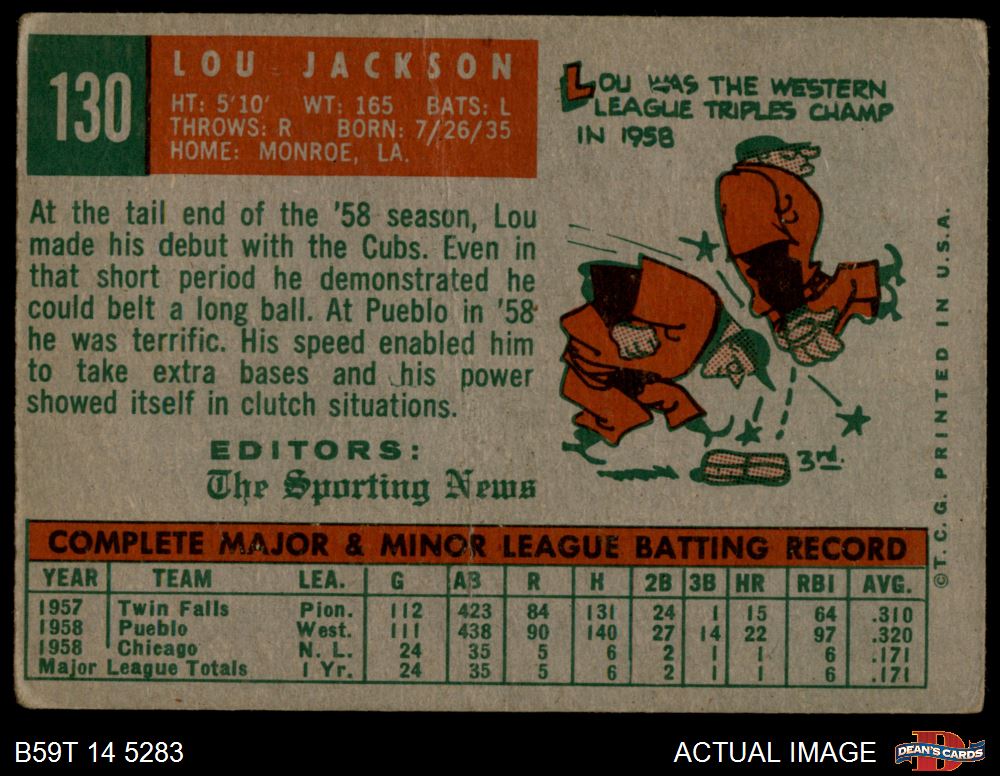 130
LOU JACKSON
HT: 5'10' WT: 165 BATS: L
THROWS: R BORN: 7/26/35
HOME: MONROE, LA.
At the tail end of the '58 season, Lou
made his debut with the Cubs. Even in
that short period he demonstrated he
could belt a long ball. At Pueblo in '58
he was terrific. His speed enabled him
to take extra bases and his power
showed itself in clutch situations.
EDITORS:
The Sporting News
LOU WAS THE WESTERN
LEAGUE TRIPLES CHAMP
IN 1958
3rd.
© T. C. G. PRINTED IN U.S.A.
COMPLETE MAJOR & MINOR LEAGUE BATTING RECORD
YEAR TEAM LEA. G AB R H 2B 3B HR RBI AVG.
1957 Twin Falls Pion. 112 423 84 131 24 1 15 64 .310
1958 Pueblo West. 111 438 90 140 27 14 22 97 .320
1958 Chicago N. L. 24 35 5 6 2 1 1 6 .171
Major League Totals 1 Yr. 24 35 5 6 2 1 1 6 .171
B59T 14 5283
ACTUAL IMAGE
DEAN'S CARDS